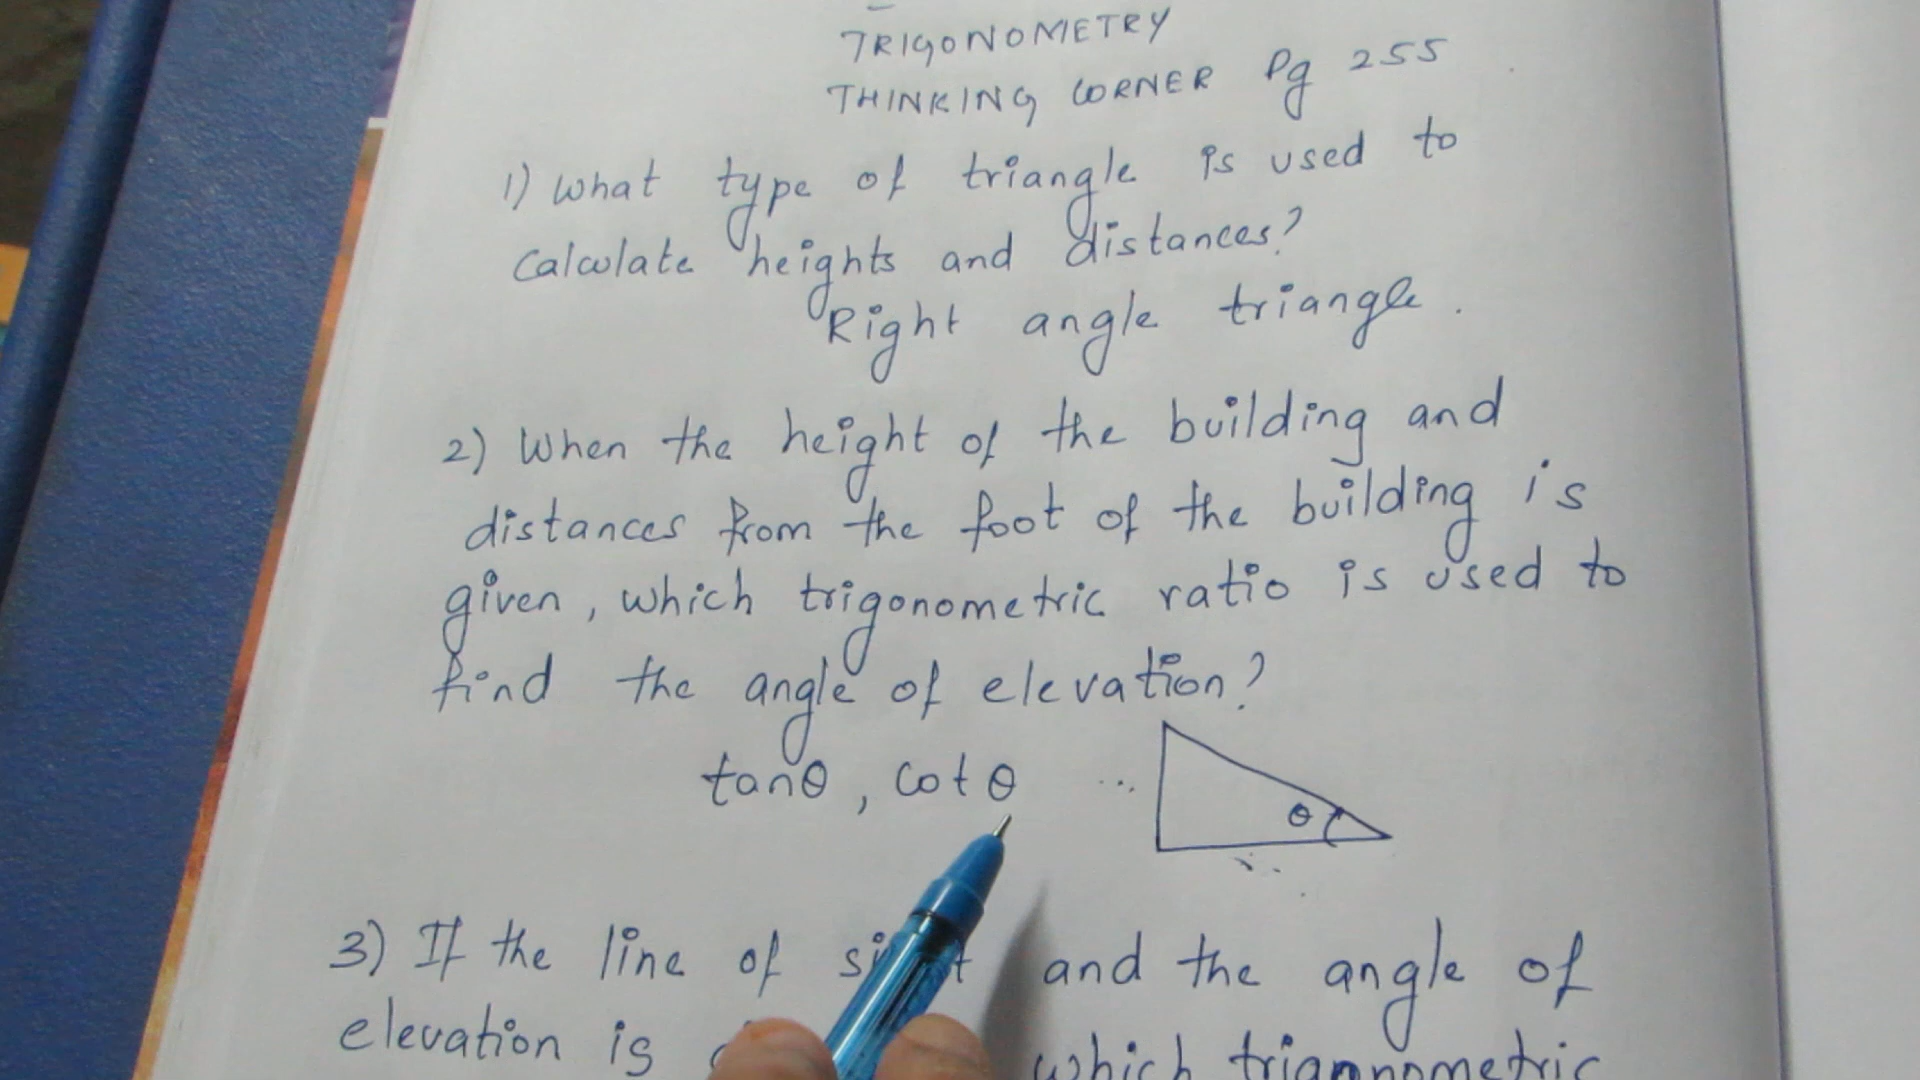 TRIGONOMETRY
THINKING CORNER Pg 255
1) What type of triangle is used to
calculate heights and distances?
Right angle triangle.
2) When the height of the building and
distances from the foot of the building is
given, which trigonometric ratio is used to
find the angle of elevation?
tanθ, cot θ ...
θ
3) If the line of and the angle of
elevation is which trigonometric